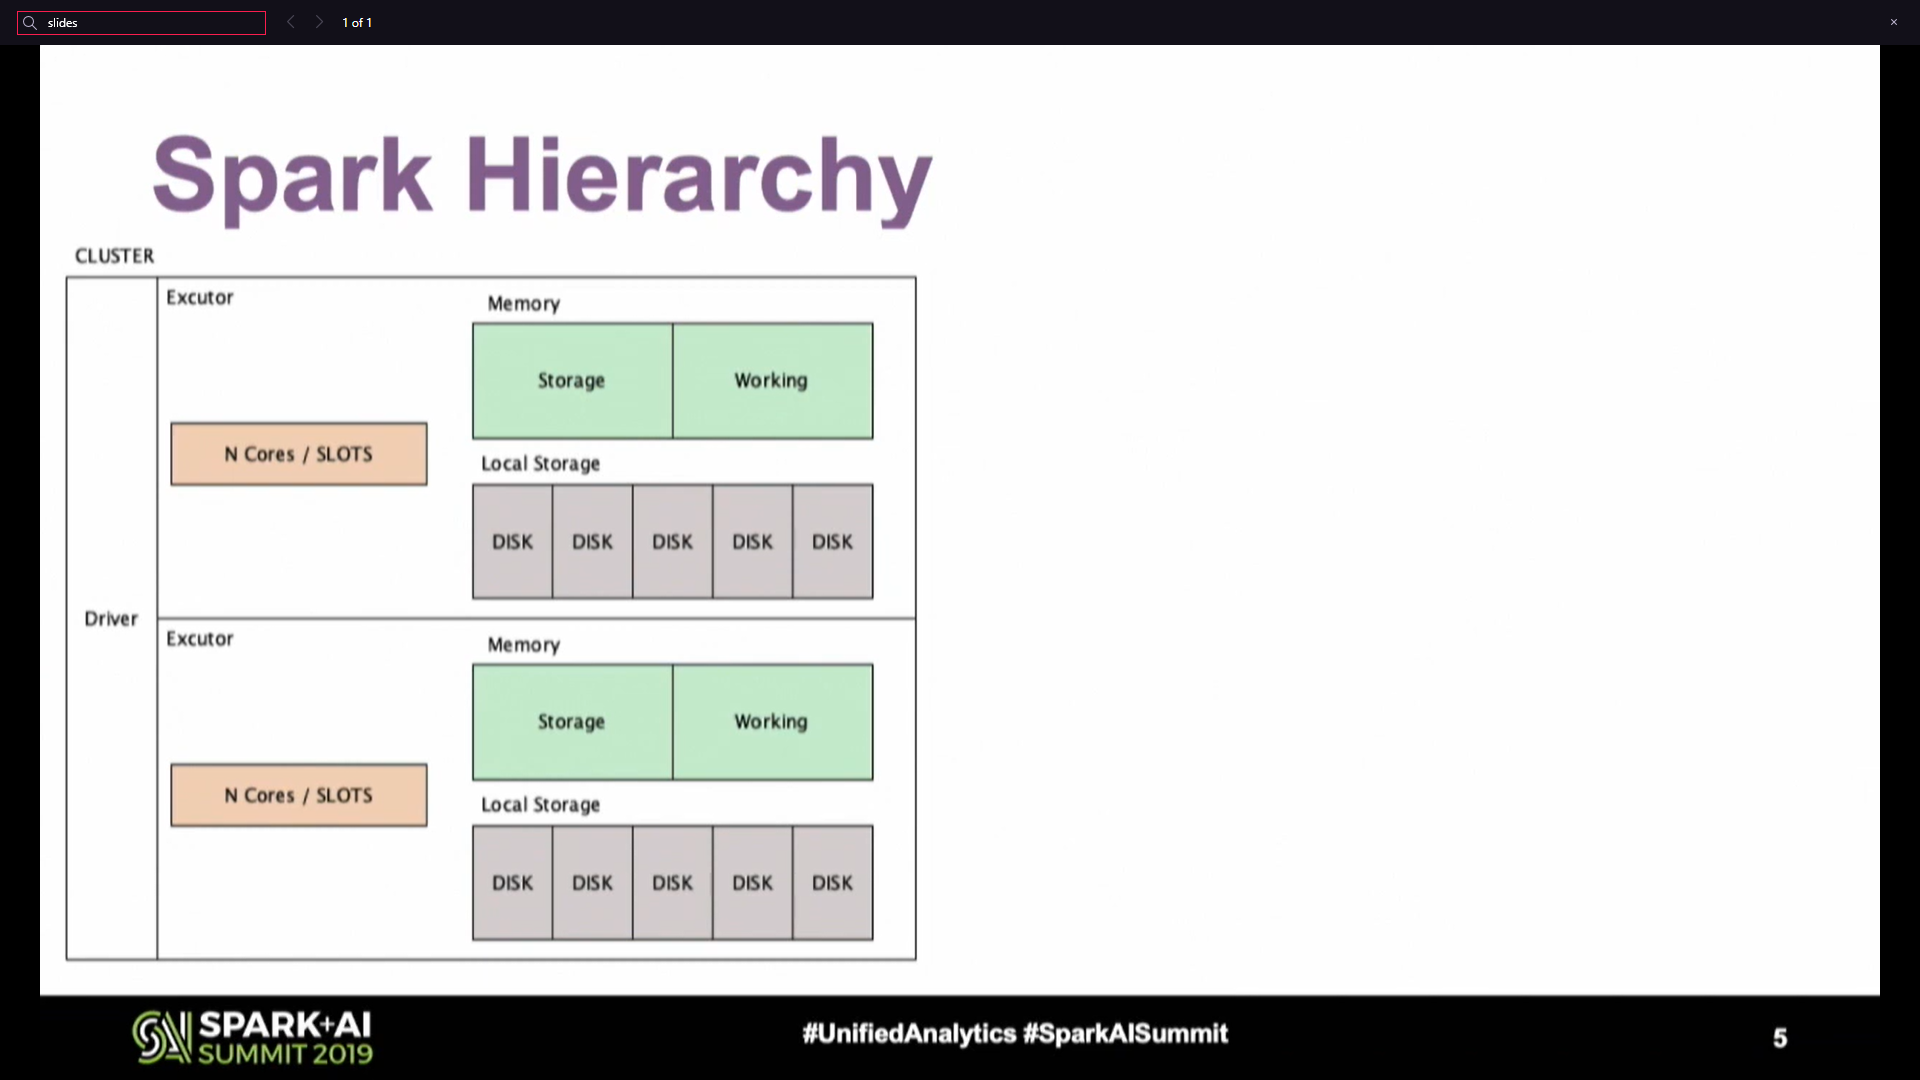 slides
1 of 1
Spark Hierarchy
CLUSTER
Driver
Excutor
N Cores / SLOTS
Memory
Storage Working
Local Storage
DISK DISK DISK DISK DISK
Excutor
N Cores / SLOTS
Memory
Storage Working
Local Storage
DISK DISK DISK DISK DISK
SPARK+AI
SUMMIT 2019
#UnifiedAnalytics #SparkAISummit
5